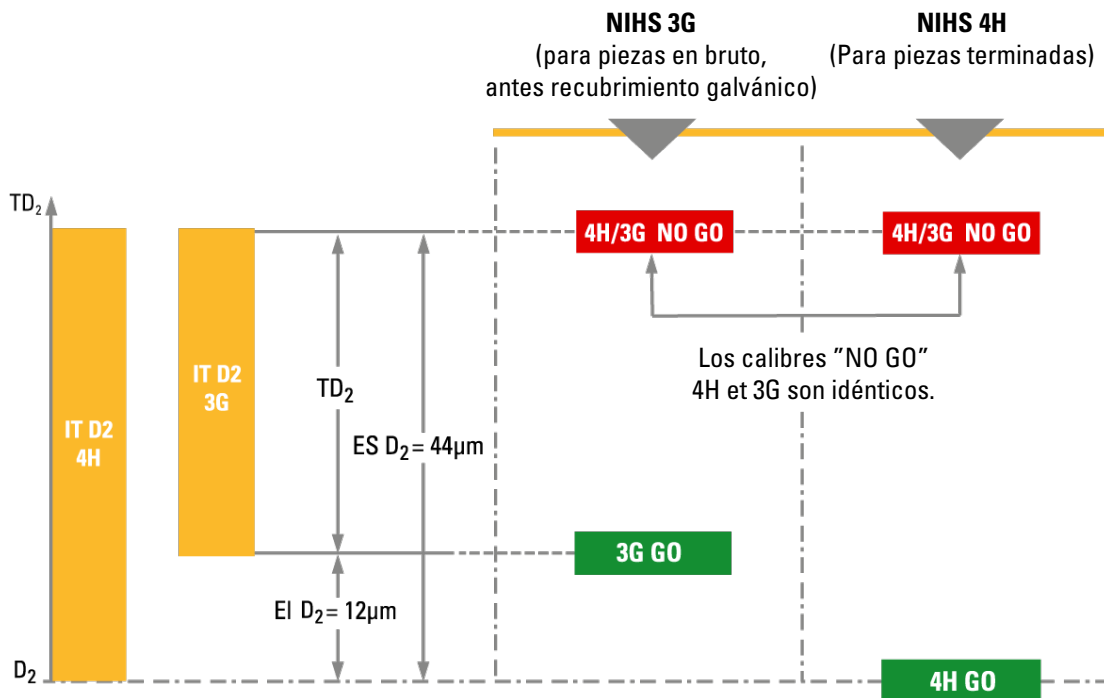 NIHS 3G
(para piezas en bruto,
antes recubrimiento galvánico)
NIHS 4H
(Para piezas terminadas)
TD2
4H/3G NO GO
4H/3G NO GO
Los calibres ”NO GO”
4H et 3G son idénticos.
IT D2
3G
IT D2
4H
TD2
ES D2= 44µm
3G GO
EI D2= 12µm
D2
4H GO